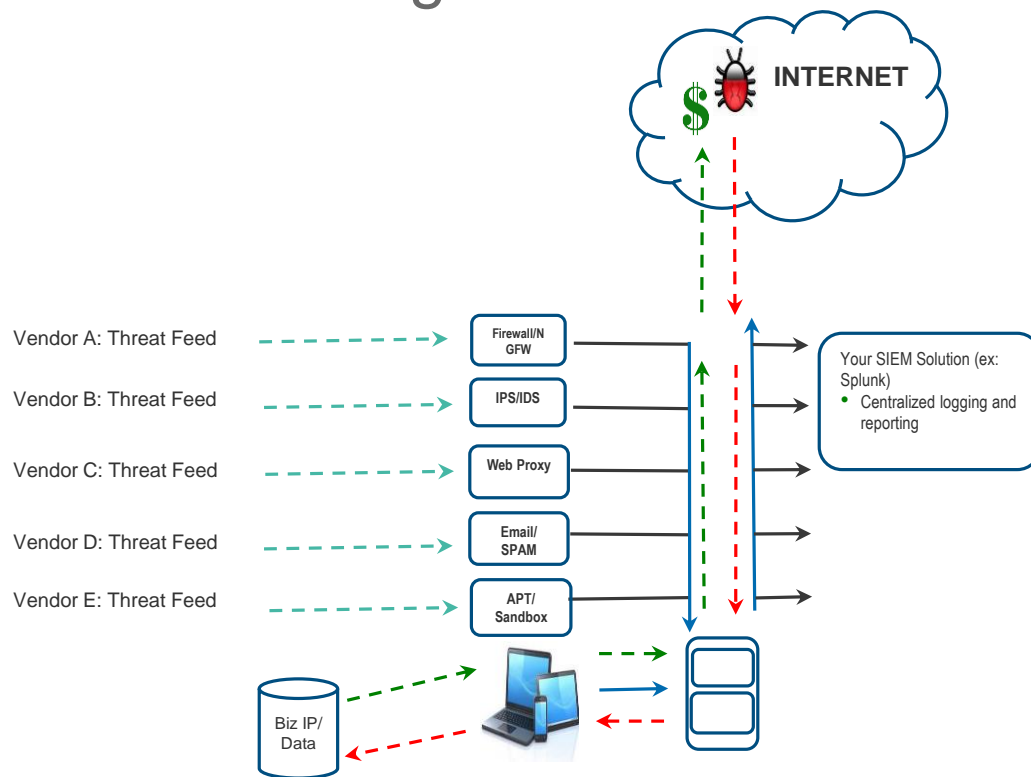 INTERNET
Vendor A: Threat Feed
Firewall/N
GFW
Your SIEM Solution (ex:
Splunk)
• Centralized logging and
reporting
Vendor B: Threat Feed
IPS/IDS
Vendor C: Threat Feed
Web Proxy
Vendor D: Threat Feed
Email/
SPAM
Vendor E: Threat Feed
APT/
Sandbox
Biz IP/
Data
$